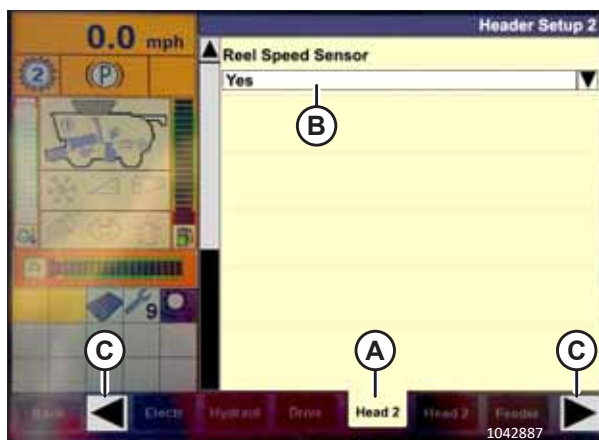 0.0 mph
Header Setup 2
Reel Speed Sensor
Yes
2
P
B
9
C
A
C
Back
Electr
Hydraul
Drive
Head 2
Head 2
Feeder
1042887